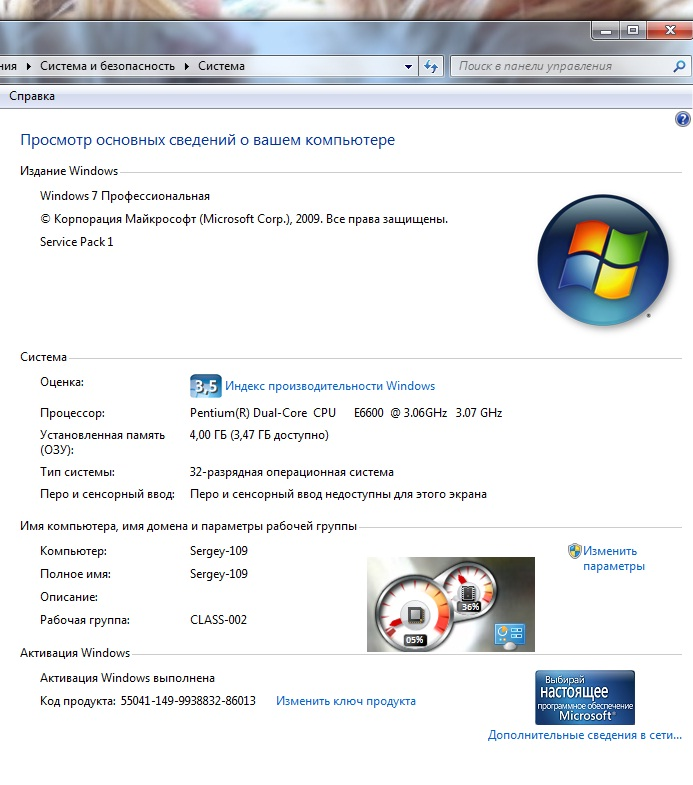 ния ▸ Система и безопасность ▸ Система
Поиск в панели управления
Справка
Просмотр основных сведений о вашем компьютере
Издание Windows
Windows 7 Профессиональная
© Корпорация Майкрософт (Microsoft Corp.), 2009. Все права защищены.
Service Pack 1
Система
Оценка: 3,5 Индекс производительности Windows
Процессор: Pentium(R) Dual-Core CPU E6600 @ 3.06GHz 3.07 GHz
Установленная память 4,00 ГБ (3,47 ГБ доступно)
(ОЗУ):
Тип системы: 32-разрядная операционная система
Перо и сенсорный ввод: Перо и сенсорный ввод недоступны для этого экрана
Имя компьютера, имя домена и параметры рабочей группы
Компьютер: Sergey-109
Изменить
параметры
Полное имя: Sergey-109
Описание:
Рабочая группа: CLASS-002
36%
05%
Активация Windows
Активация Windows выполнена
Код продукта: 55041-149-9938832-86013 Изменить ключ продукта
Выбирай
настоящее
программное обеспечение
Microsoft®
Дополнительные сведения в сети...